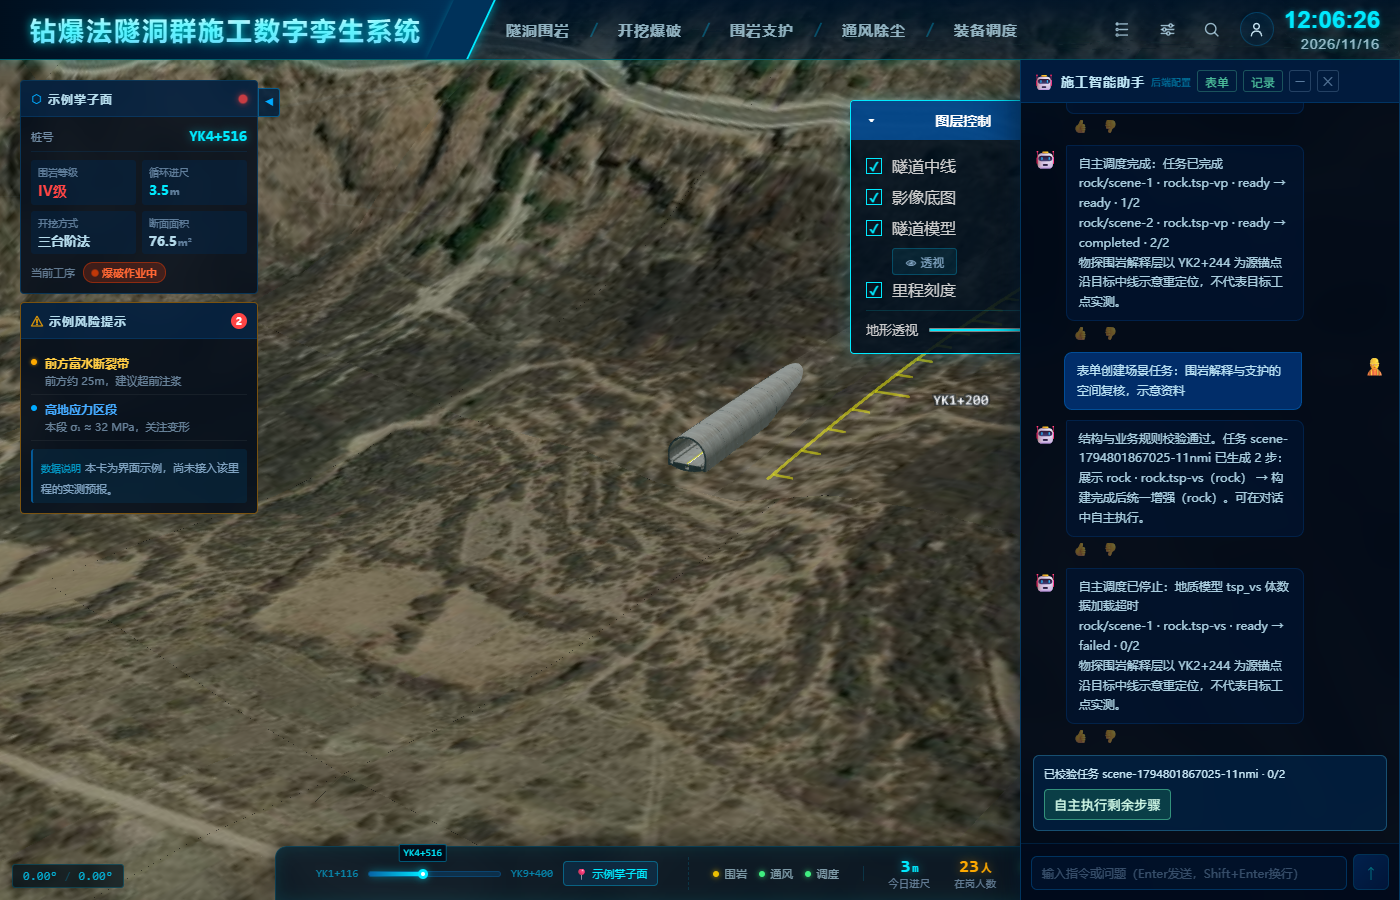 钻爆法隧洞群施工数字孪生系统
隧洞围岩 / 开挖爆破 / 围岩支护 / 通风除尘 / 装备调度
12:06:26
2026/11/16
示例掌子面
桩号 YK4+516
围岩等级 循环进尺
IV级 3.5m
开挖方式 断面面积
三台阶法 76.5m²
当前工序 爆破作业中
示例风险提示 2
前方富水断裂带
前方约 25m，建议超前注浆
高地应力区段
本段 σ₁ ≈ 32 MPa，关注变形
数据说明 本卡为界面示例，尚未接入该里
程的实测预报。
图层控制
隧道中线
影像底图
隧道模型
透视
里程刻度
地形透视
YK1+200
施工智能助手 后端配置 表单 记录
自主调度完成：任务已完成
rock/scene-1 · rock.tsp-vp · ready →
ready · 1/2
rock/scene-2 · rock.tsp-vp · ready →
completed · 2/2
物探围岩解释层以 YK2+244 为源锚点
沿目标中线示意重定位，不代表目标工
点实测。
表单创建场景任务：围岩解释与支护的
空间复核，示意资料
结构与业务规则校验通过。任务 scene-
1794801867025-11nmi 已生成 2 步：
展示 rock · rock.tsp-vs（rock） → 构
建完成后统一增强（rock）。可在对话
中自主执行。
自主调度已停止：地质模型 tsp_vs 体数
据加载超时
rock/scene-1 · rock.tsp-vs · ready →
failed · 0/2
物探围岩解释层以 YK2+244 为源锚点
沿目标中线示意重定位，不代表目标工
点实测。
已校验任务 scene-1794801867025-11nmi · 0/2
自主执行剩余步骤
输入指令或问题（Enter发送，Shift+Enter换行）
0.00° / 0.00°
YK4+516
YK1+116 YK9+400
示例掌子面
围岩 通风 调度
3m
今日进尺
23人
在岗人数